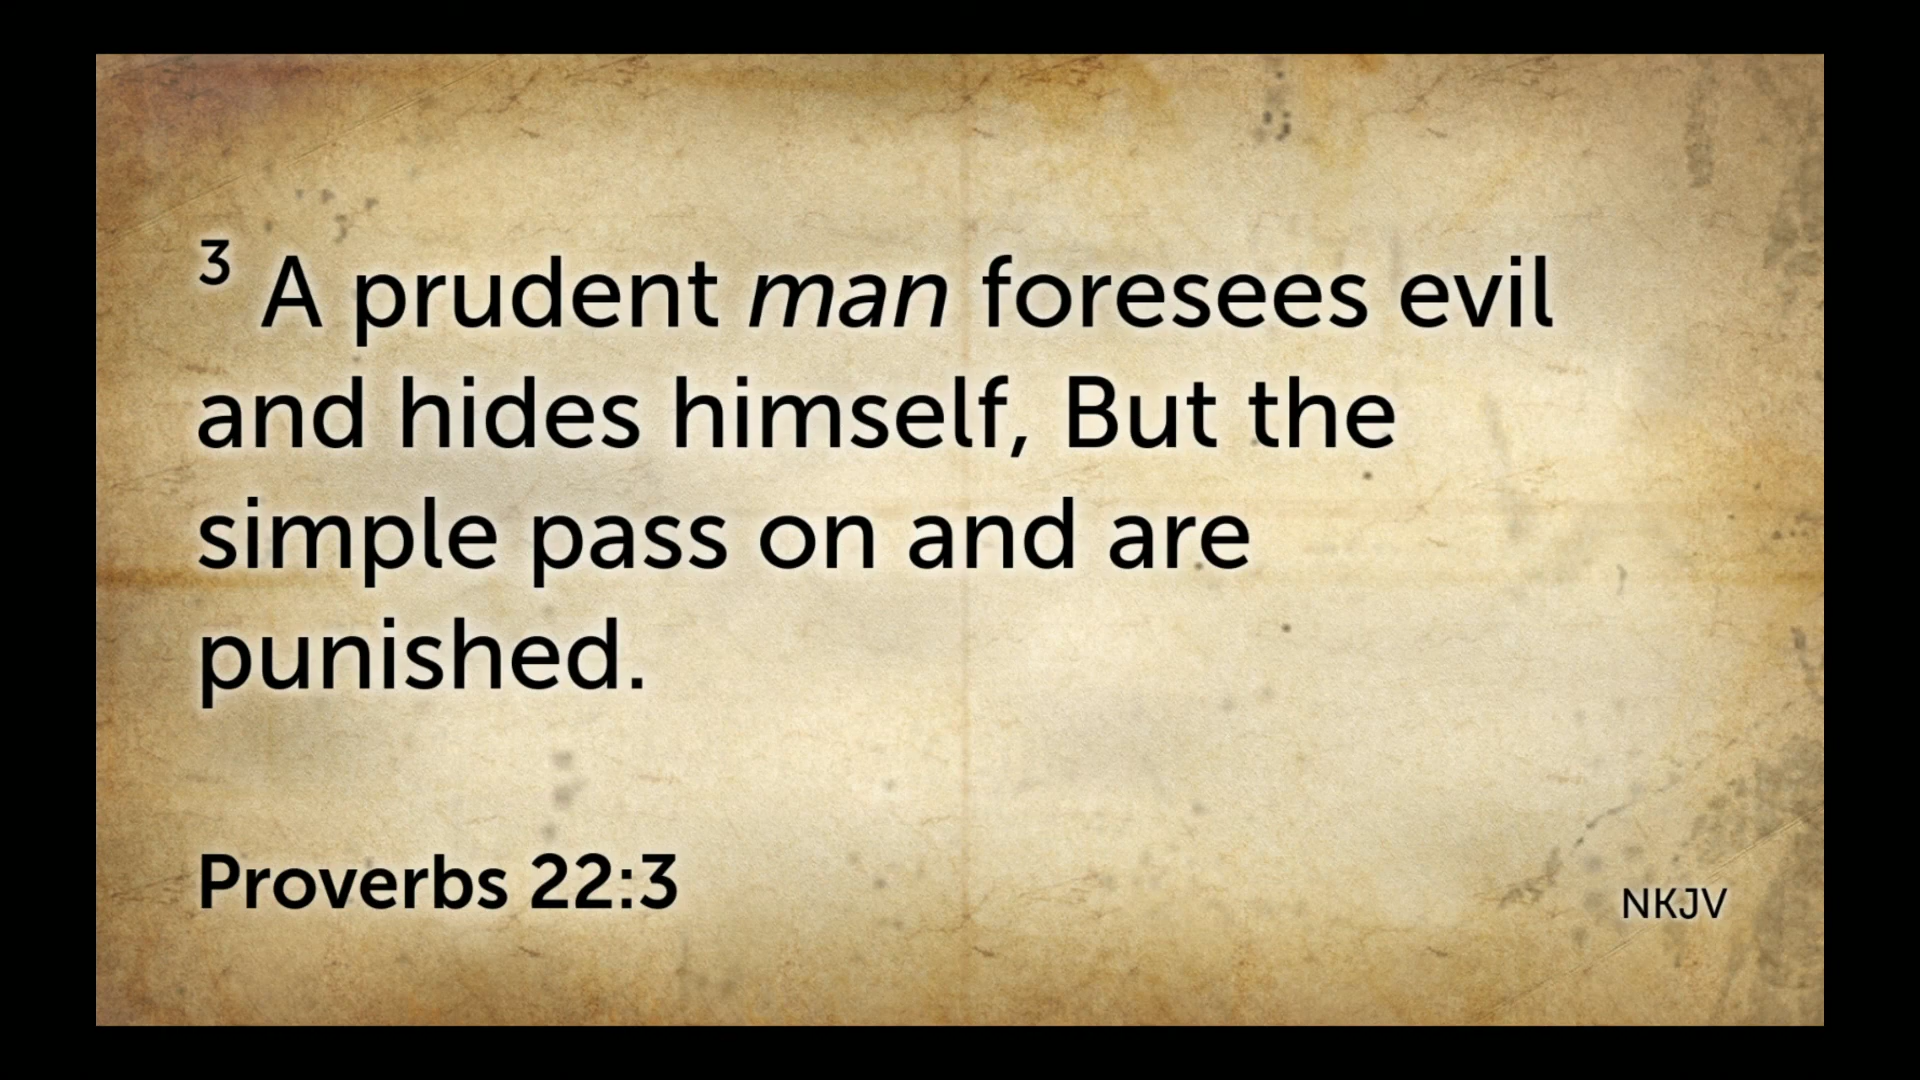 3 A prudent man foresees evil
and hides himself, But the
simple pass on and are
punished.
Proverbs 22:3
NKJV